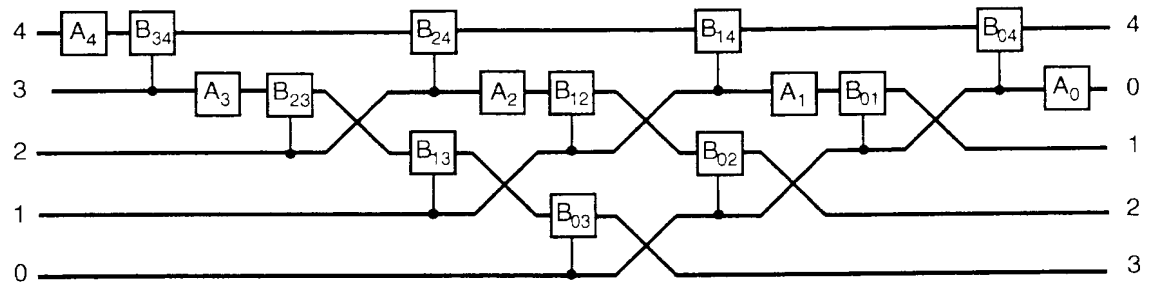 4 A₄ B₃₄ B₂₄ B₁₄ B₀₄ 4
3 A₃ B₂₃ A₂ B₁₂ A₁ B₀₁ A₀ 0
2 B₁₃ B₀₂ 1
1 B₀₃ 2
0 3